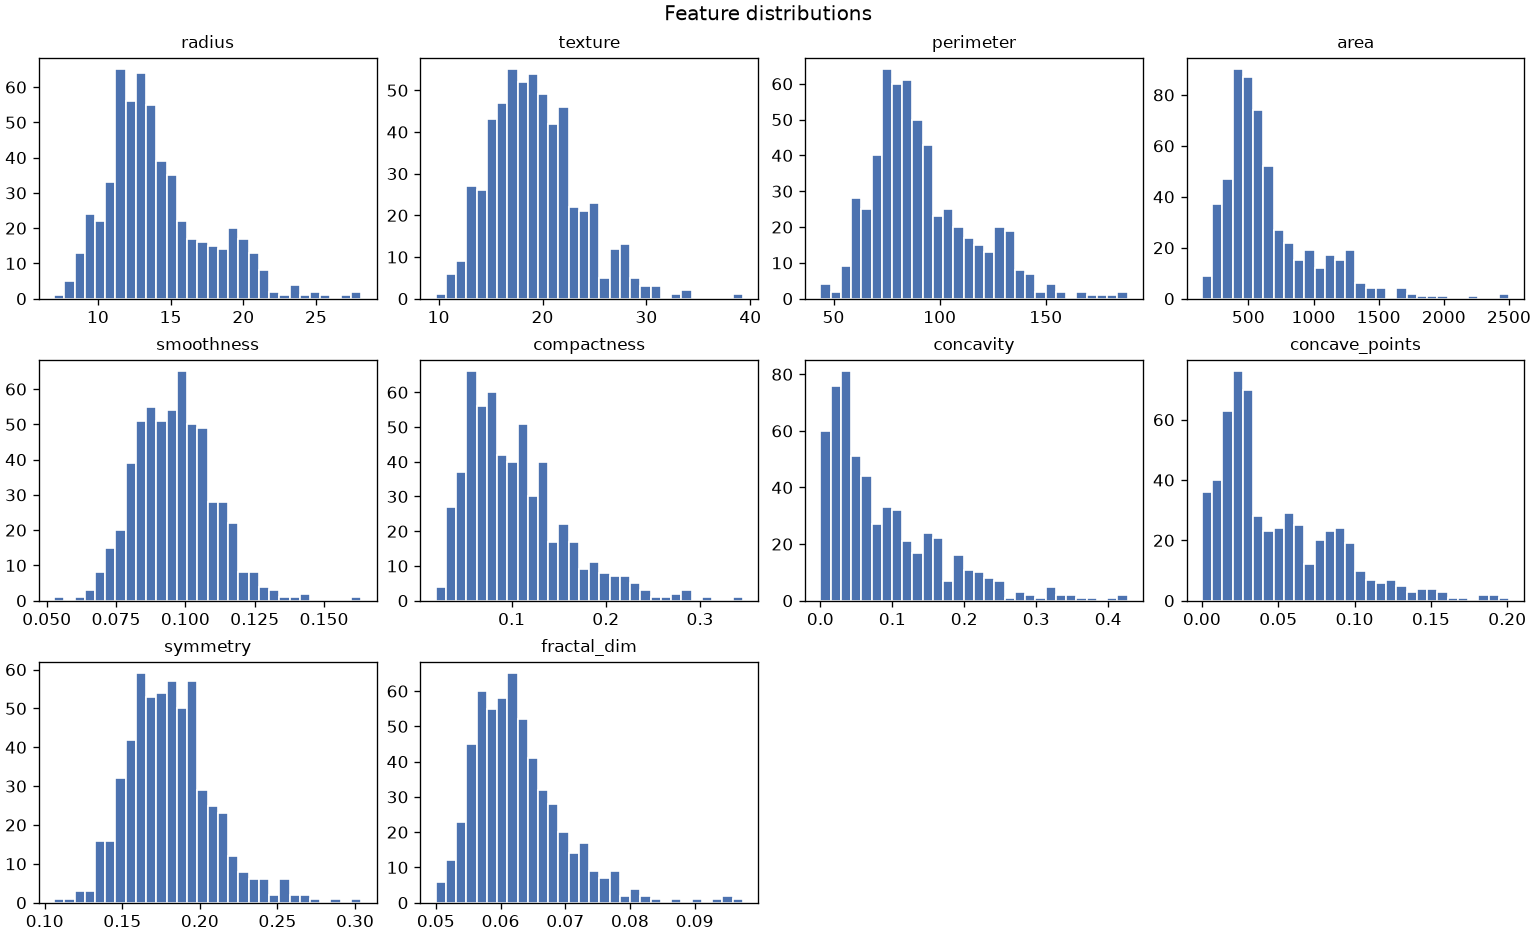 Feature distributions
radius texture perimeter area
60 50 40 30 20 10 0
10 15 20 25
50 40 30 20 10 0
10 20 30 40
60 50 40 30 20 10 0
50 100 150
80 60 40 20 0
500 1000 1500 2000 2500
smoothness compactness concavity concave_points
60 50 40 30 20 10 0
0.050 0.075 0.100 0.125 0.150
60 50 40 30 20 10 0
0.1 0.2 0.3
80 60 40 20 0
0.0 0.1 0.2 0.3 0.4
60 40 20 0
0.00 0.05 0.10 0.15 0.20
symmetry fractal_dim
60 50 40 30 20 10 0
0.10 0.15 0.20 0.25 0.30
60 50 40 30 20 10 0
0.05 0.06 0.07 0.08 0.09